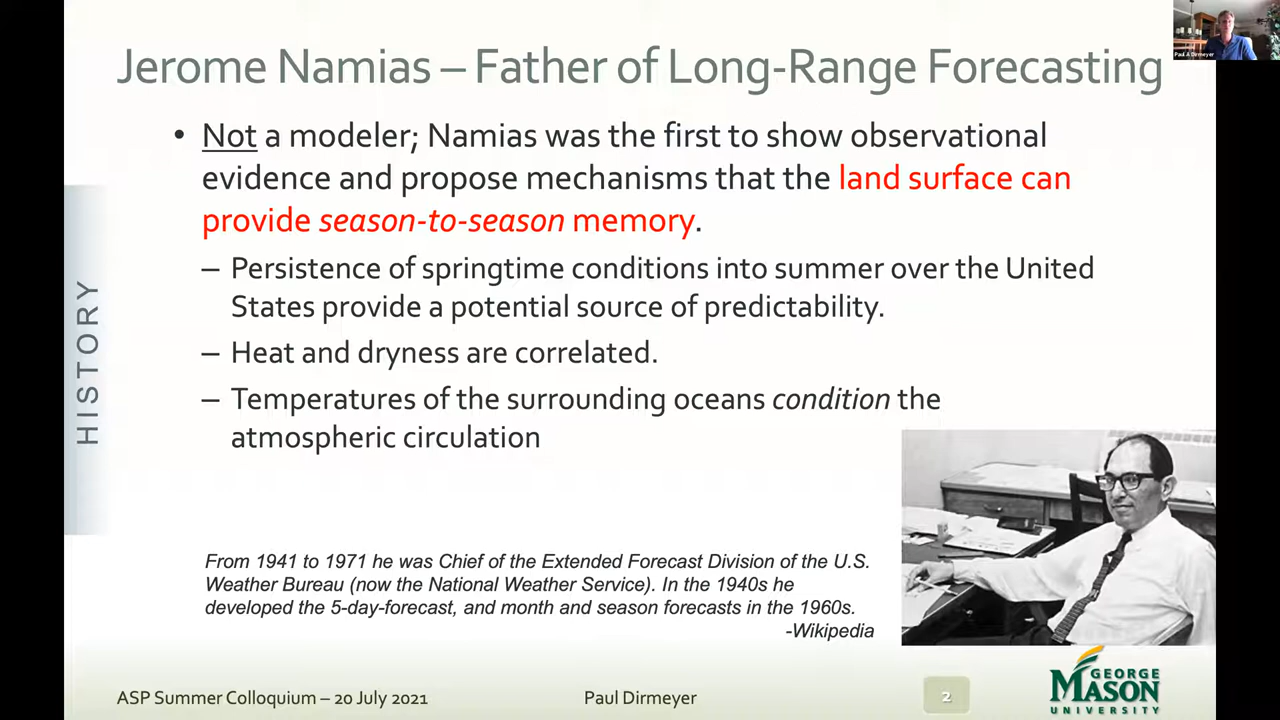 Paul A Dirmeyer
Jerome Namias – Father of Long-Range Forecasting
• Not a modeler; Namias was the first to show observational
evidence and propose mechanisms that the land surface can
provide season-to-season memory.
– Persistence of springtime conditions into summer over the United
States provide a potential source of predictability.
– Heat and dryness are correlated.
– Temperatures of the surrounding oceans condition the
atmospheric circulation
HISTORY
From 1941 to 1971 he was Chief of the Extended Forecast Division of the U.S.
Weather Bureau (now the National Weather Service). In the 1940s he
developed the 5-day-forecast, and month and season forecasts in the 1960s.
-Wikipedia
ASP Summer Colloquium – 20 July 2021
Paul Dirmeyer
2
GEORGE
MASON
UNIVERSITY